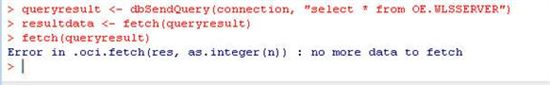 > queryresult <- dbSendQuery(connection, "select * from OE.WLSSERVER")
> resultdata <- fetch(queryresult)
> fetch(queryresult)
Error in .oci.fetch(res, as.integer(n)) : no more data to fetch
>